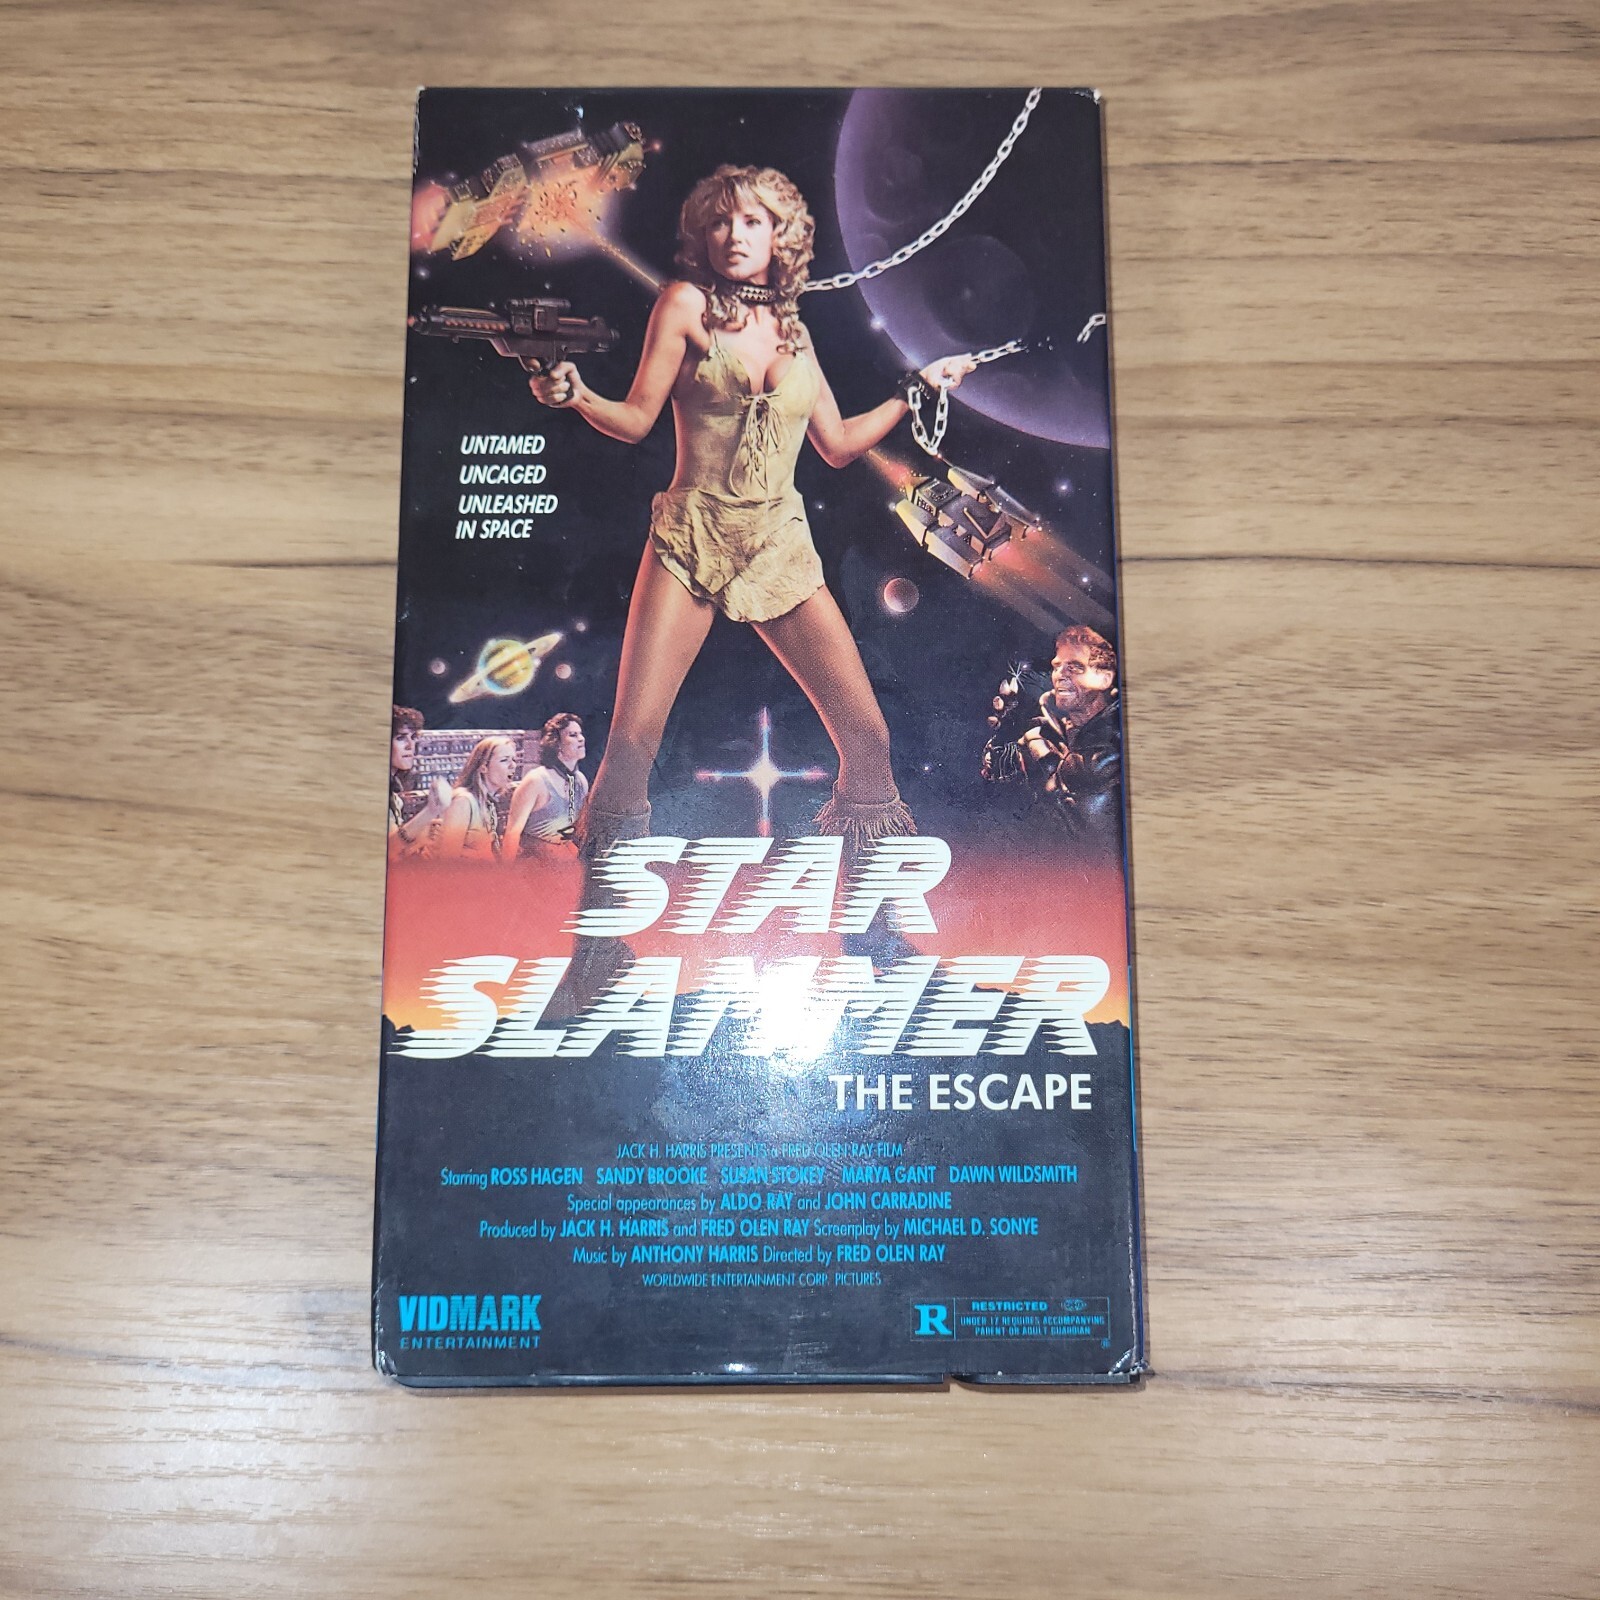 UNTAMED
UNCAGED
UNLEASHED
IN SPACE
STAR
SLAMMER
THE ESCAPE
JACK H. HARRIS PRESENTS a FRED OLEN RAY FILM
Starring ROSS HAGEN SANDY BROOKE SUSAN STOKEY MARYA GANT DAWN WILDSMITH
Special appearances by ALDO RAY and JOHN CARRADINE
Produced by JACK H. HARRIS and FRED OLEN RAY Screenplay by MICHAEL D. SONYE
Music by ANTHONY HARRIS Directed by FRED OLEN RAY
WORLDWIDE ENTERTAINMENT CORP. PICTURES
VIDMARK
ENTERTAINMENT
R RESTRICTED
UNDER 17 REQUIRES ACCOMPANYING
PARENT OR ADULT GUARDIAN
®